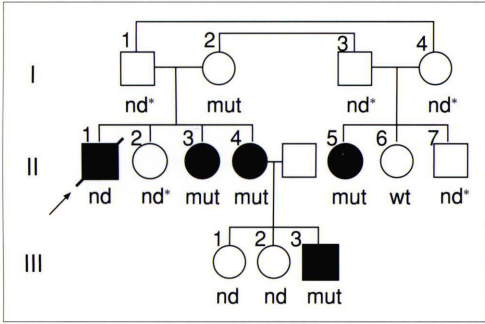 1 2 3 4
I
nd* mut nd* nd*
1 2 3 4 5 6 7
II
nd nd* mut mut mut wt nd*
1 2 3
III
nd nd mut